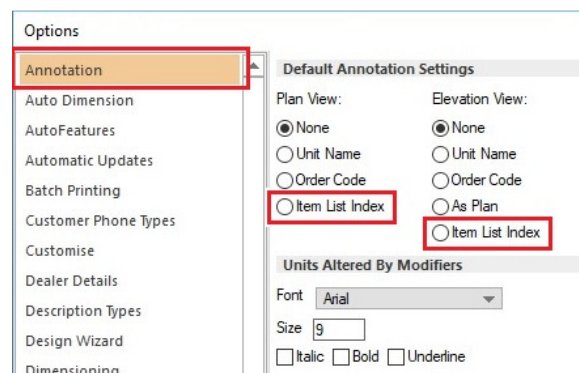 Options
Annotation
Auto Dimension
AutoFeatures
Automatic Updates
Batch Printing
Customer Phone Types
Customise
Dealer Details
Description Types
Design Wizard
Dimensioning
Default Annotation Settings
Plan View: Elevation View:
None None
Unit Name Unit Name
Order Code Order Code
Item List Index As Plan
Item List Index
Units Altered By Modifiers
Font Arial
Size 9
Italic Bold Underline